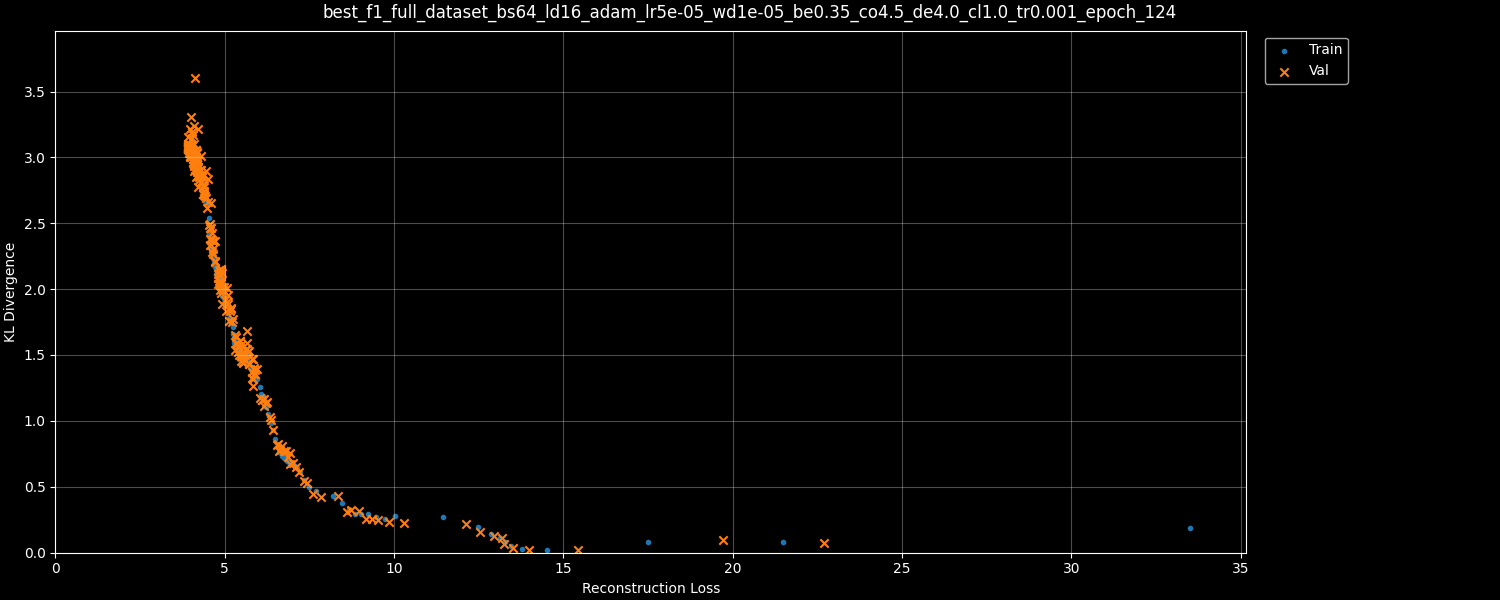 best_f1_full_dataset_bs64_ld16_adam_lr5e-05_wd1e-05_be0.35_co4.5_de4.0_cl1.0_tr0.001_epoch_124
Train
Val
3.5
3.0
2.5
2.0
1.5
1.0
0.5
0.0
KL Divergence
0 5 10 15 20 25 30 35
Reconstruction Loss